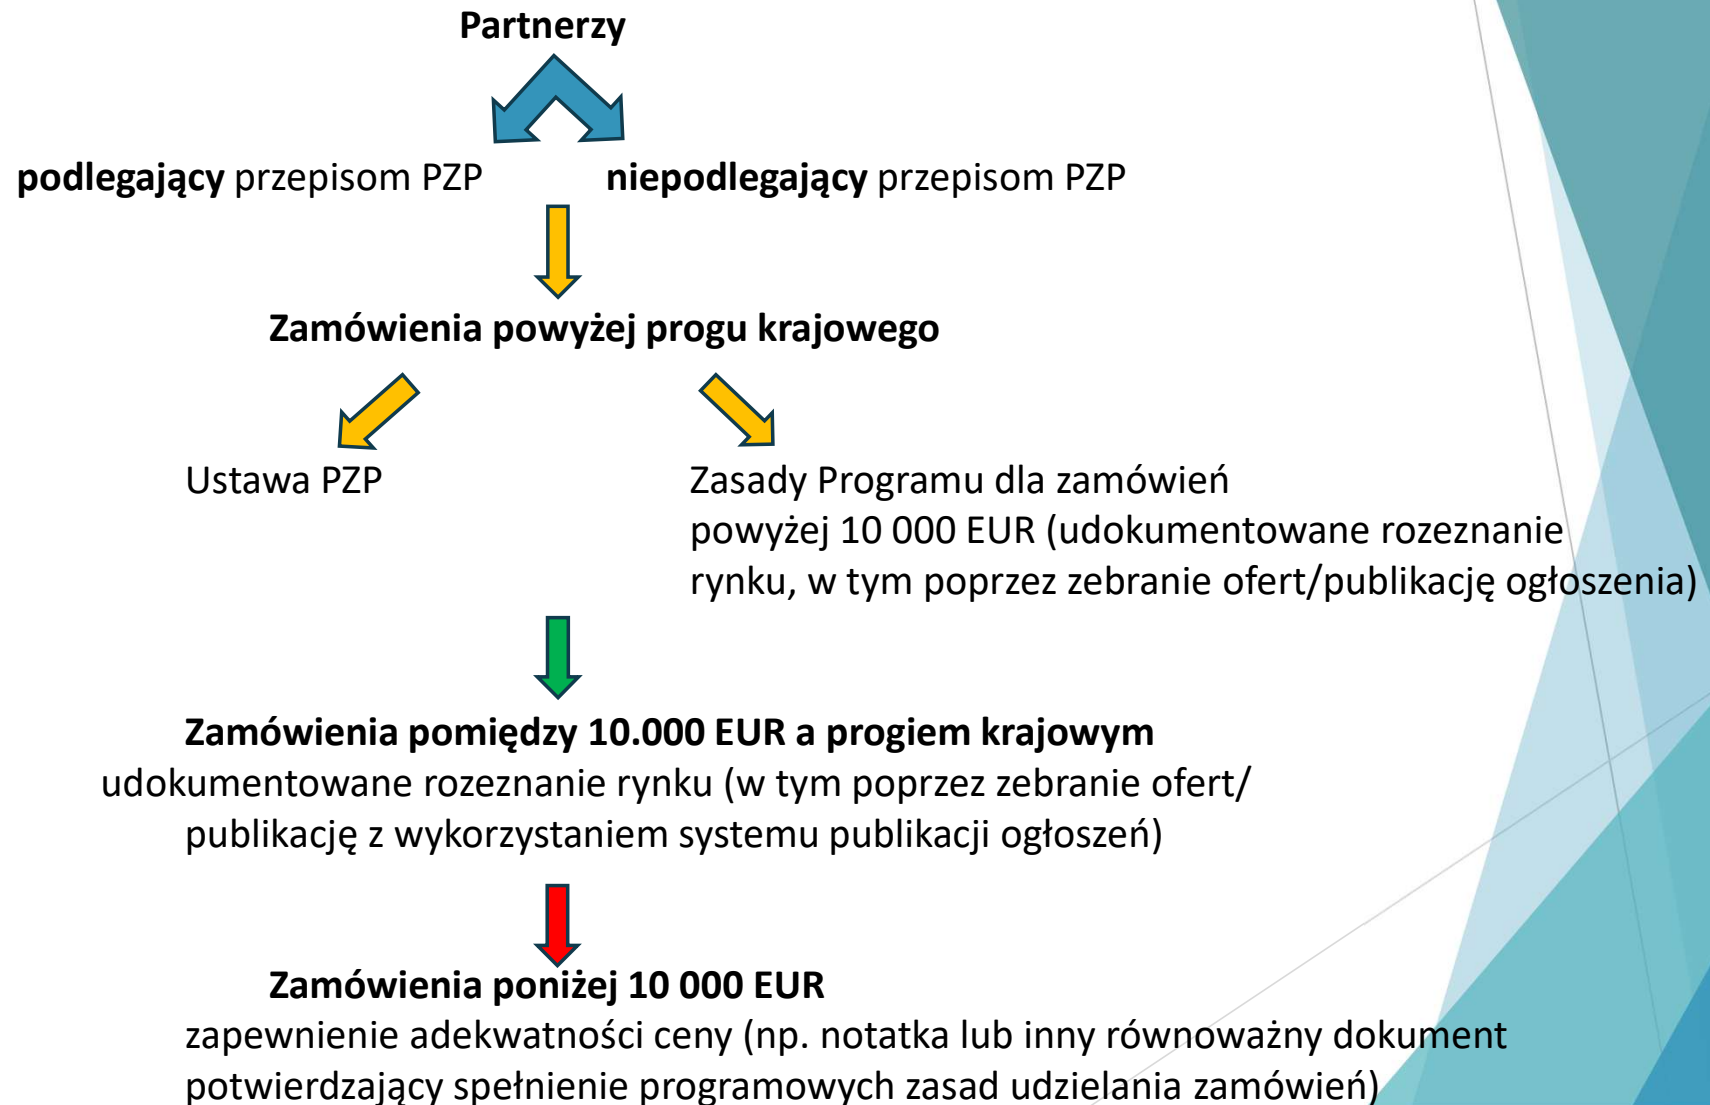 Partnerzy
podlegający przepisom PZP niepodlegający przepisom PZP
Zamówienia powyżej progu krajowego
Ustawa PZP
Zasady Programu dla zamówień
powyżej 10 000 EUR (udokumentowane rozeznanie
rynku, w tym poprzez zebranie ofert/publikację ogłoszenia)
Zamówienia pomiędzy 10.000 EUR a progiem krajowym
udokumentowane rozeznanie rynku (w tym poprzez zebranie ofert/
publikację z wykorzystaniem systemu publikacji ogłoszeń)
Zamówienia poniżej 10 000 EUR
zapewnienie adekwatności ceny (np. notatka lub inny równoważny dokument
potwierdzający spełnienie programowych zasad udzielania zamówień)